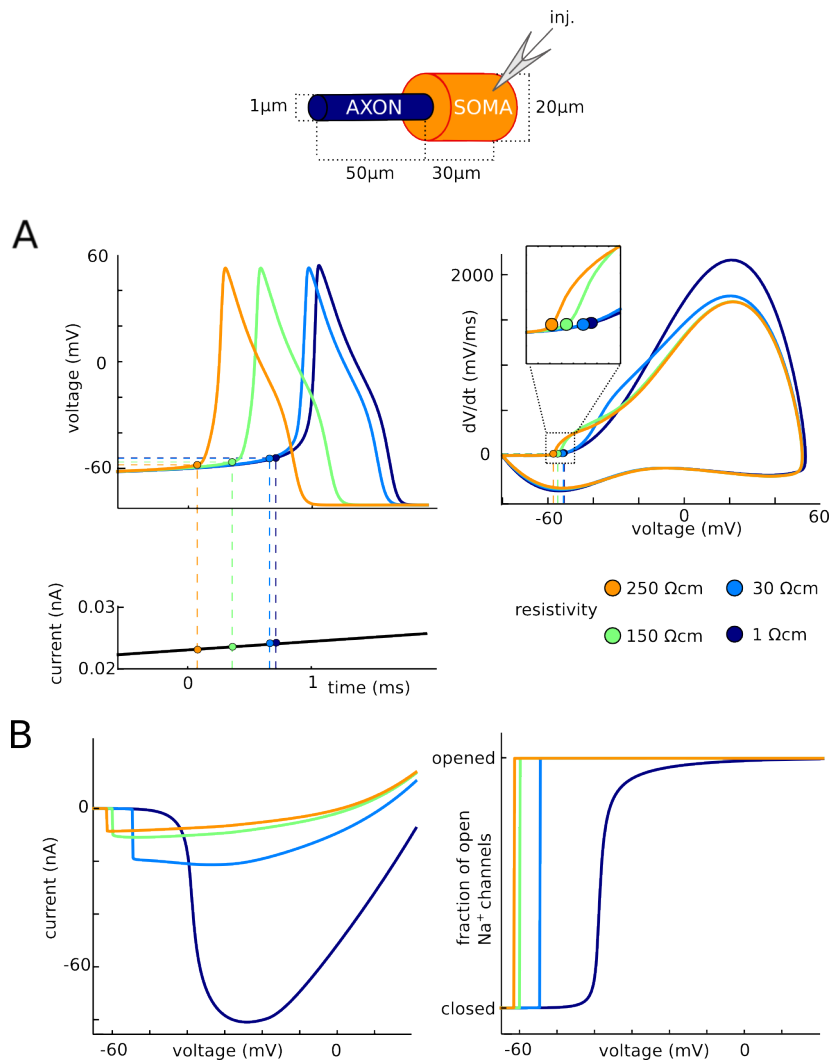 inj.
1µm
AXON
SOMA
20µm
50µm
30µm
A
60
0
-60
voltage (mV)
2000
1000
0
dV/dt (mV/ms)
-60
0
60
voltage (mV)
0.03
0.02
current (nA)
0
1
time (ms)
resistivity
250 Ωcm
30 Ωcm
150 Ωcm
1 Ωcm
B
0
-60
current (nA)
-60
0
voltage (mV)
opened
closed
fraction of open
Na⁺ channels
-60
0
voltage (mV)